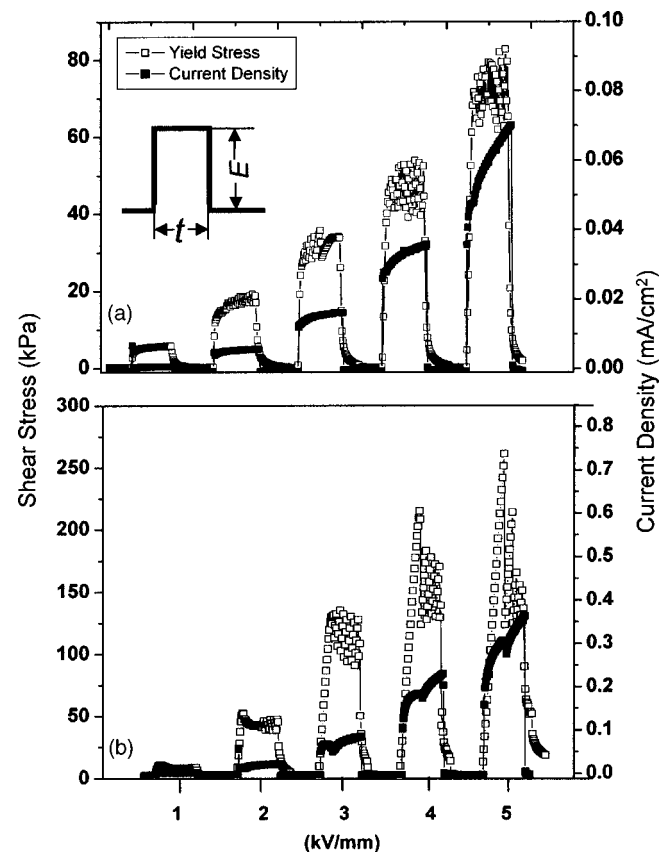 Yield Stress
Current Density
E
t
(a)
80
60
40
20
0
0.10
0.08
0.06
0.04
0.02
0.00
Shear Stress (kPa)
Current Density (mA/cm²)
300
250
200
150
100
50
0
0.8
0.7
0.6
0.5
0.4
0.3
0.2
0.1
0.0
(b)
1 2 3 4 5
(kV/mm)